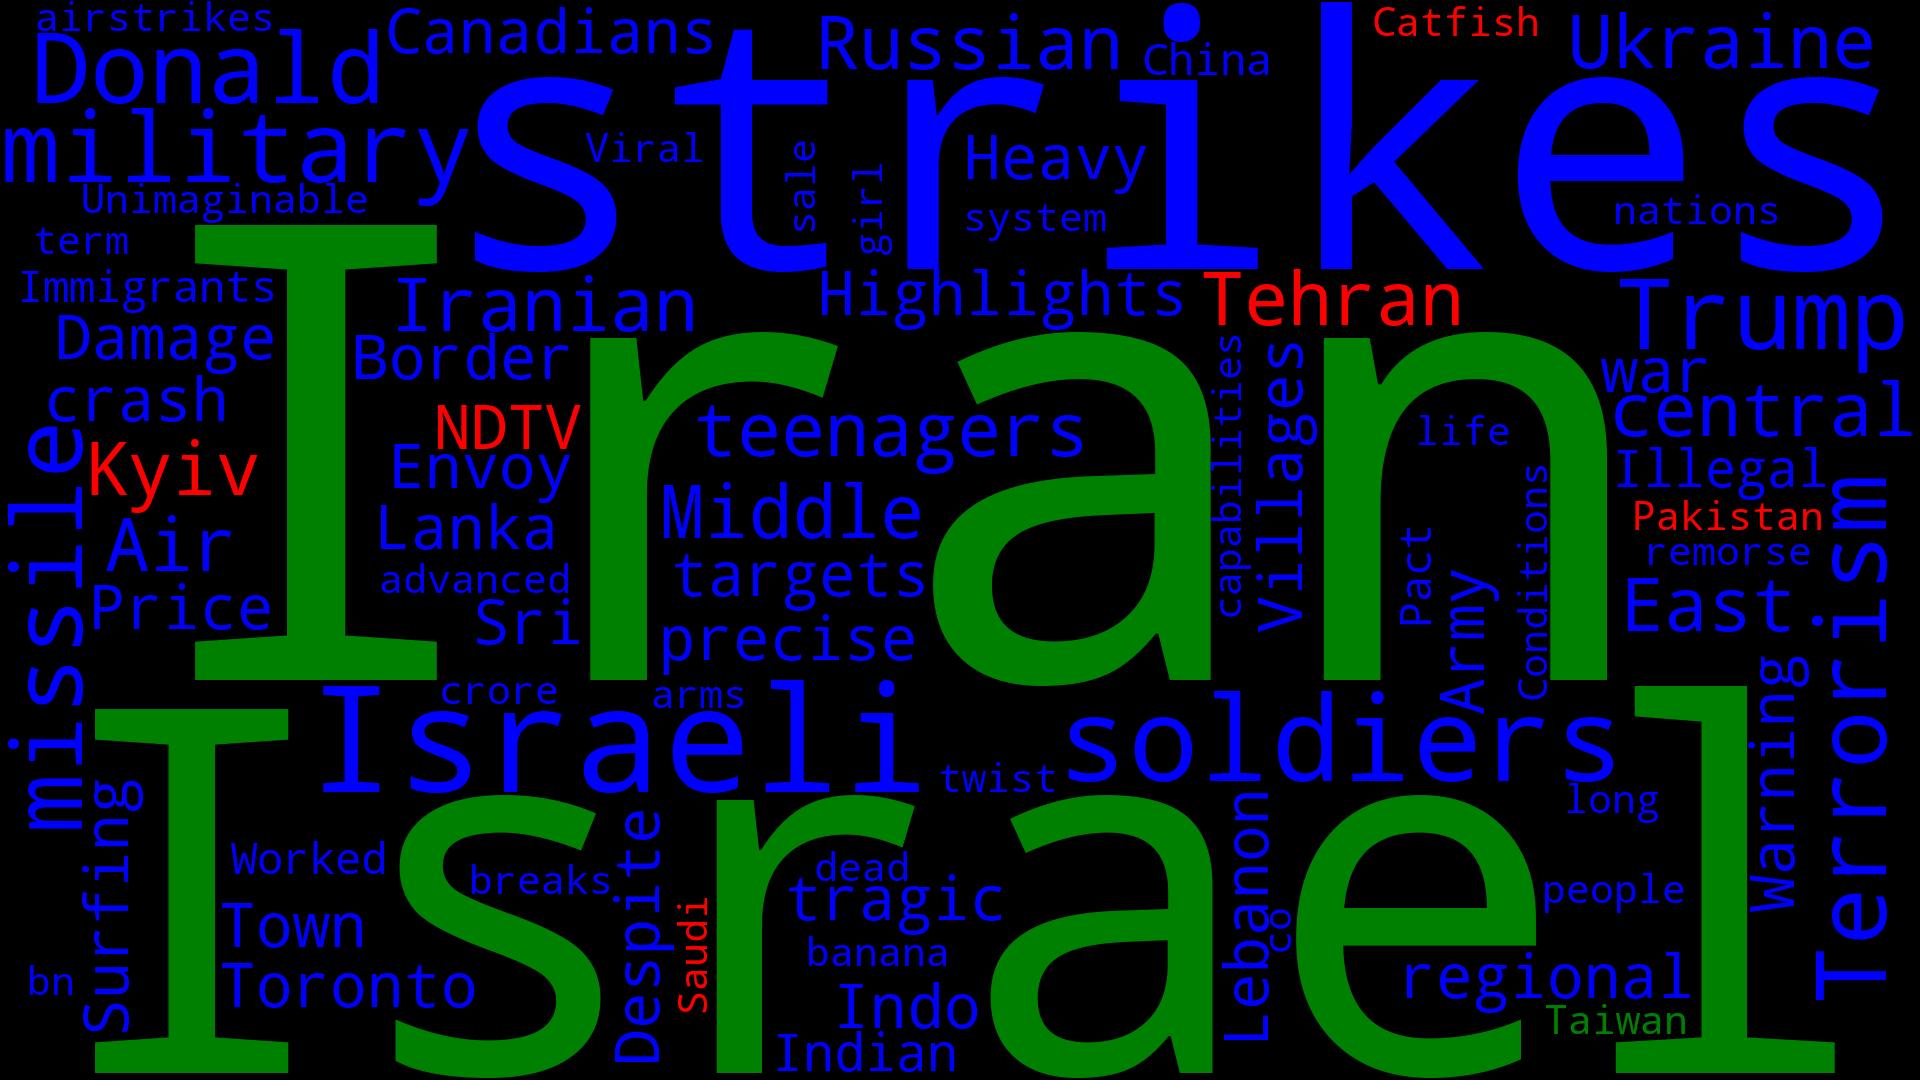 airstrikes
Donald
Canadians
strikes
Russian
China
Catfish
Ukraine
military
Viral
sale
girl
Heavy
system
nations
Unimaginable
term
Immigrants
Iran
Iranian
Highlights
Tehran
Trump
Damage
Border
war
crash
NDTV
teenagers
capabilities
Villages
life
central
missile
Kyiv
Envoy
Illegal
Terrorism
Air
Lanka
Middle
Pact
Army
Conditions
Pakistan
remorse
advanced
targets
Price
Sri
precise
East
Warning
crore
arms
Israeli
soldiers
twist
long
Israel
Surfing
Worked
breaks
Despite
dead
tragic
Lebanon
co
people
Town
Saudi
banana
bn
Toronto
Indo
regional
Taiwan
Indian